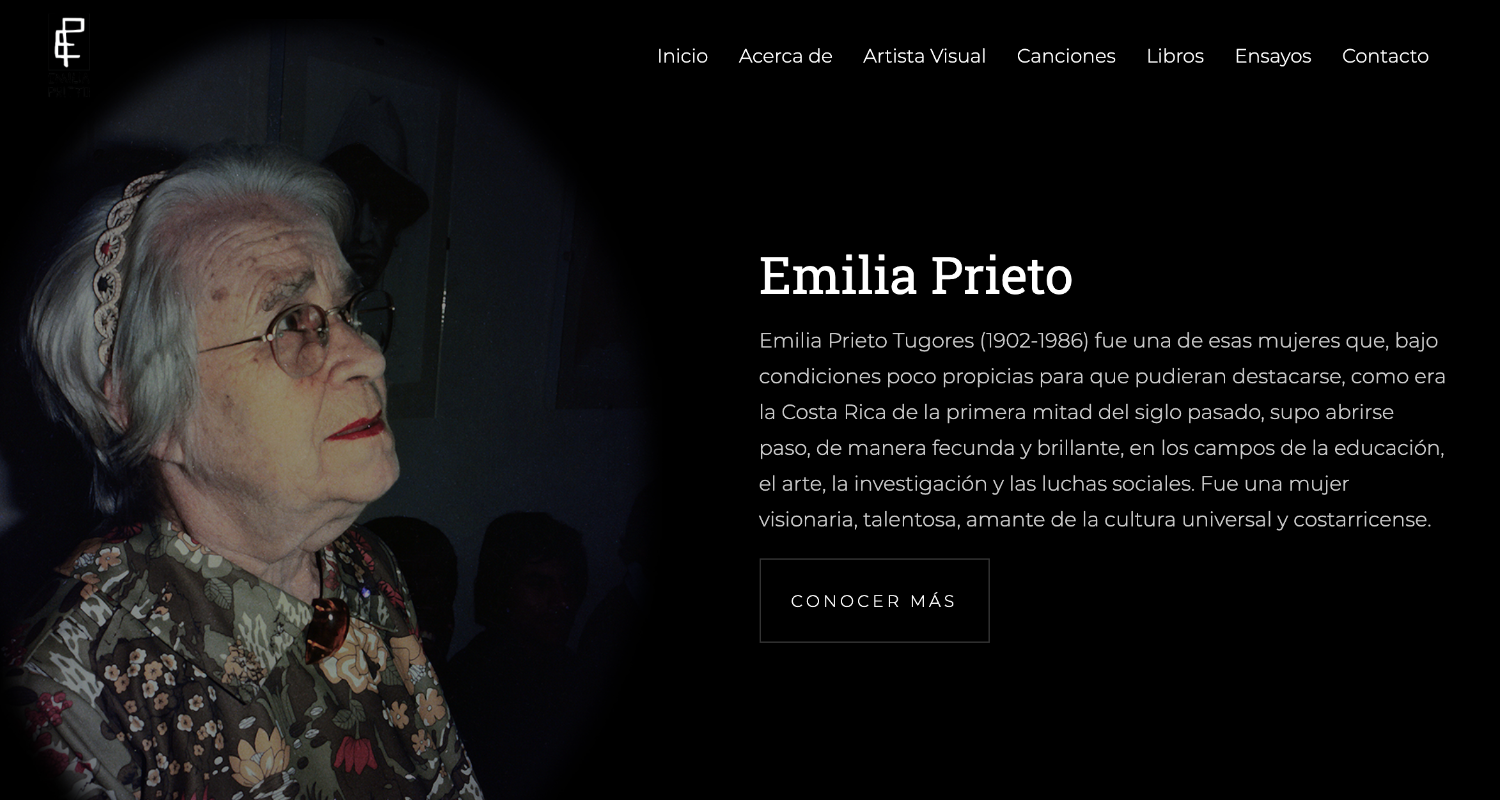 Inicio Acerca de Artista Visual Canciones Libros Ensayos Contacto
Emilia Prieto
Emilia Prieto Tugores (1902-1986) fue una de esas mujeres que, bajo
condiciones poco propicias para que pudieran destacarse, como era
la Costa Rica de la primera mitad del siglo pasado, supo abrirse
paso, de manera fecunda y brillante, en los campos de la educación,
el arte, la investigación y las luchas sociales. Fue una mujer
visionaria, talentosa, amante de la cultura universal y costarricense.
CONOCER MÁS